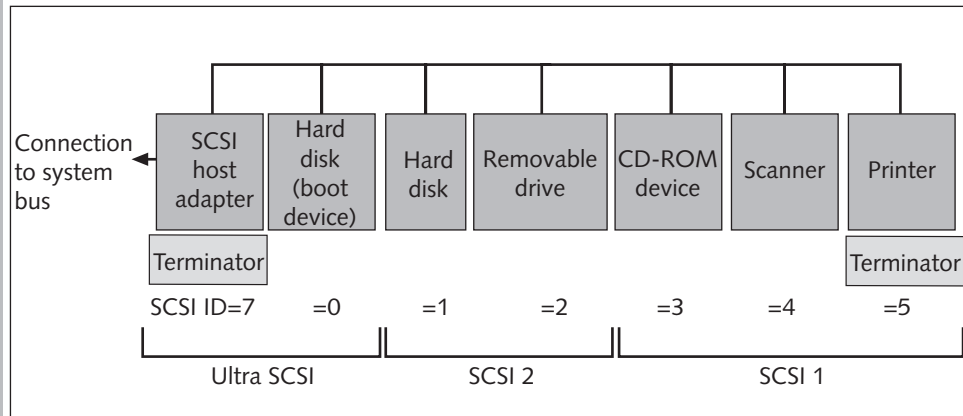 Connection
to system
bus
SCSI
host
adapter
Hard
disk
(boot
device)
Hard
disk
Removable
drive
CD-ROM
device
Scanner
Printer
Terminator
Terminator
SCSI ID=7 =0 =1 =2 =3 =4 =5
Ultra SCSI SCSI 2 SCSI 1